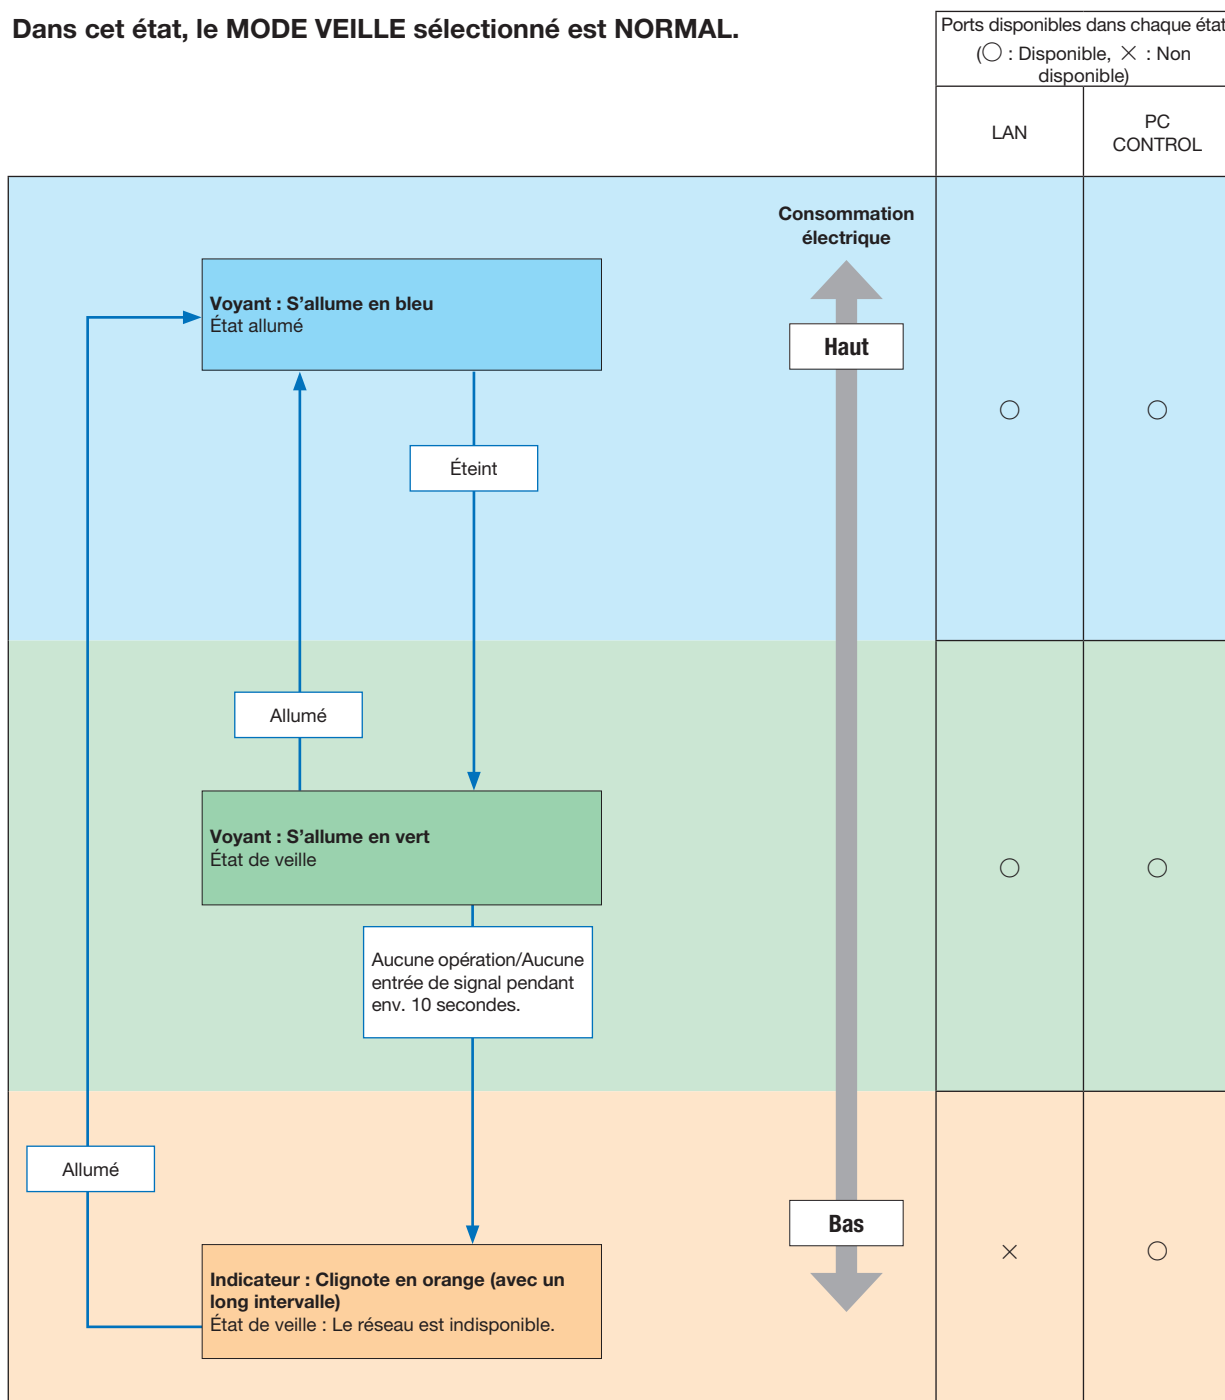 Dans cet état, le MODE VEILLE sélectionné est NORMAL.
Ports disponibles dans chaque état
(○ : Disponible, × : Non
disponible)
LAN
PC
CONTROL
Consommation
électrique
Voyant : S’allume en bleu
État allumé
Haut
○
○
Éteint
Allumé
Voyant : S’allume en vert
État de veille
○
○
Aucune opération/Aucune
entrée de signal pendant
env. 10 secondes.
Allumé
Bas
Indicateur : Clignote en orange (avec un
long intervalle)
État de veille : Le réseau est indisponible.
×
○